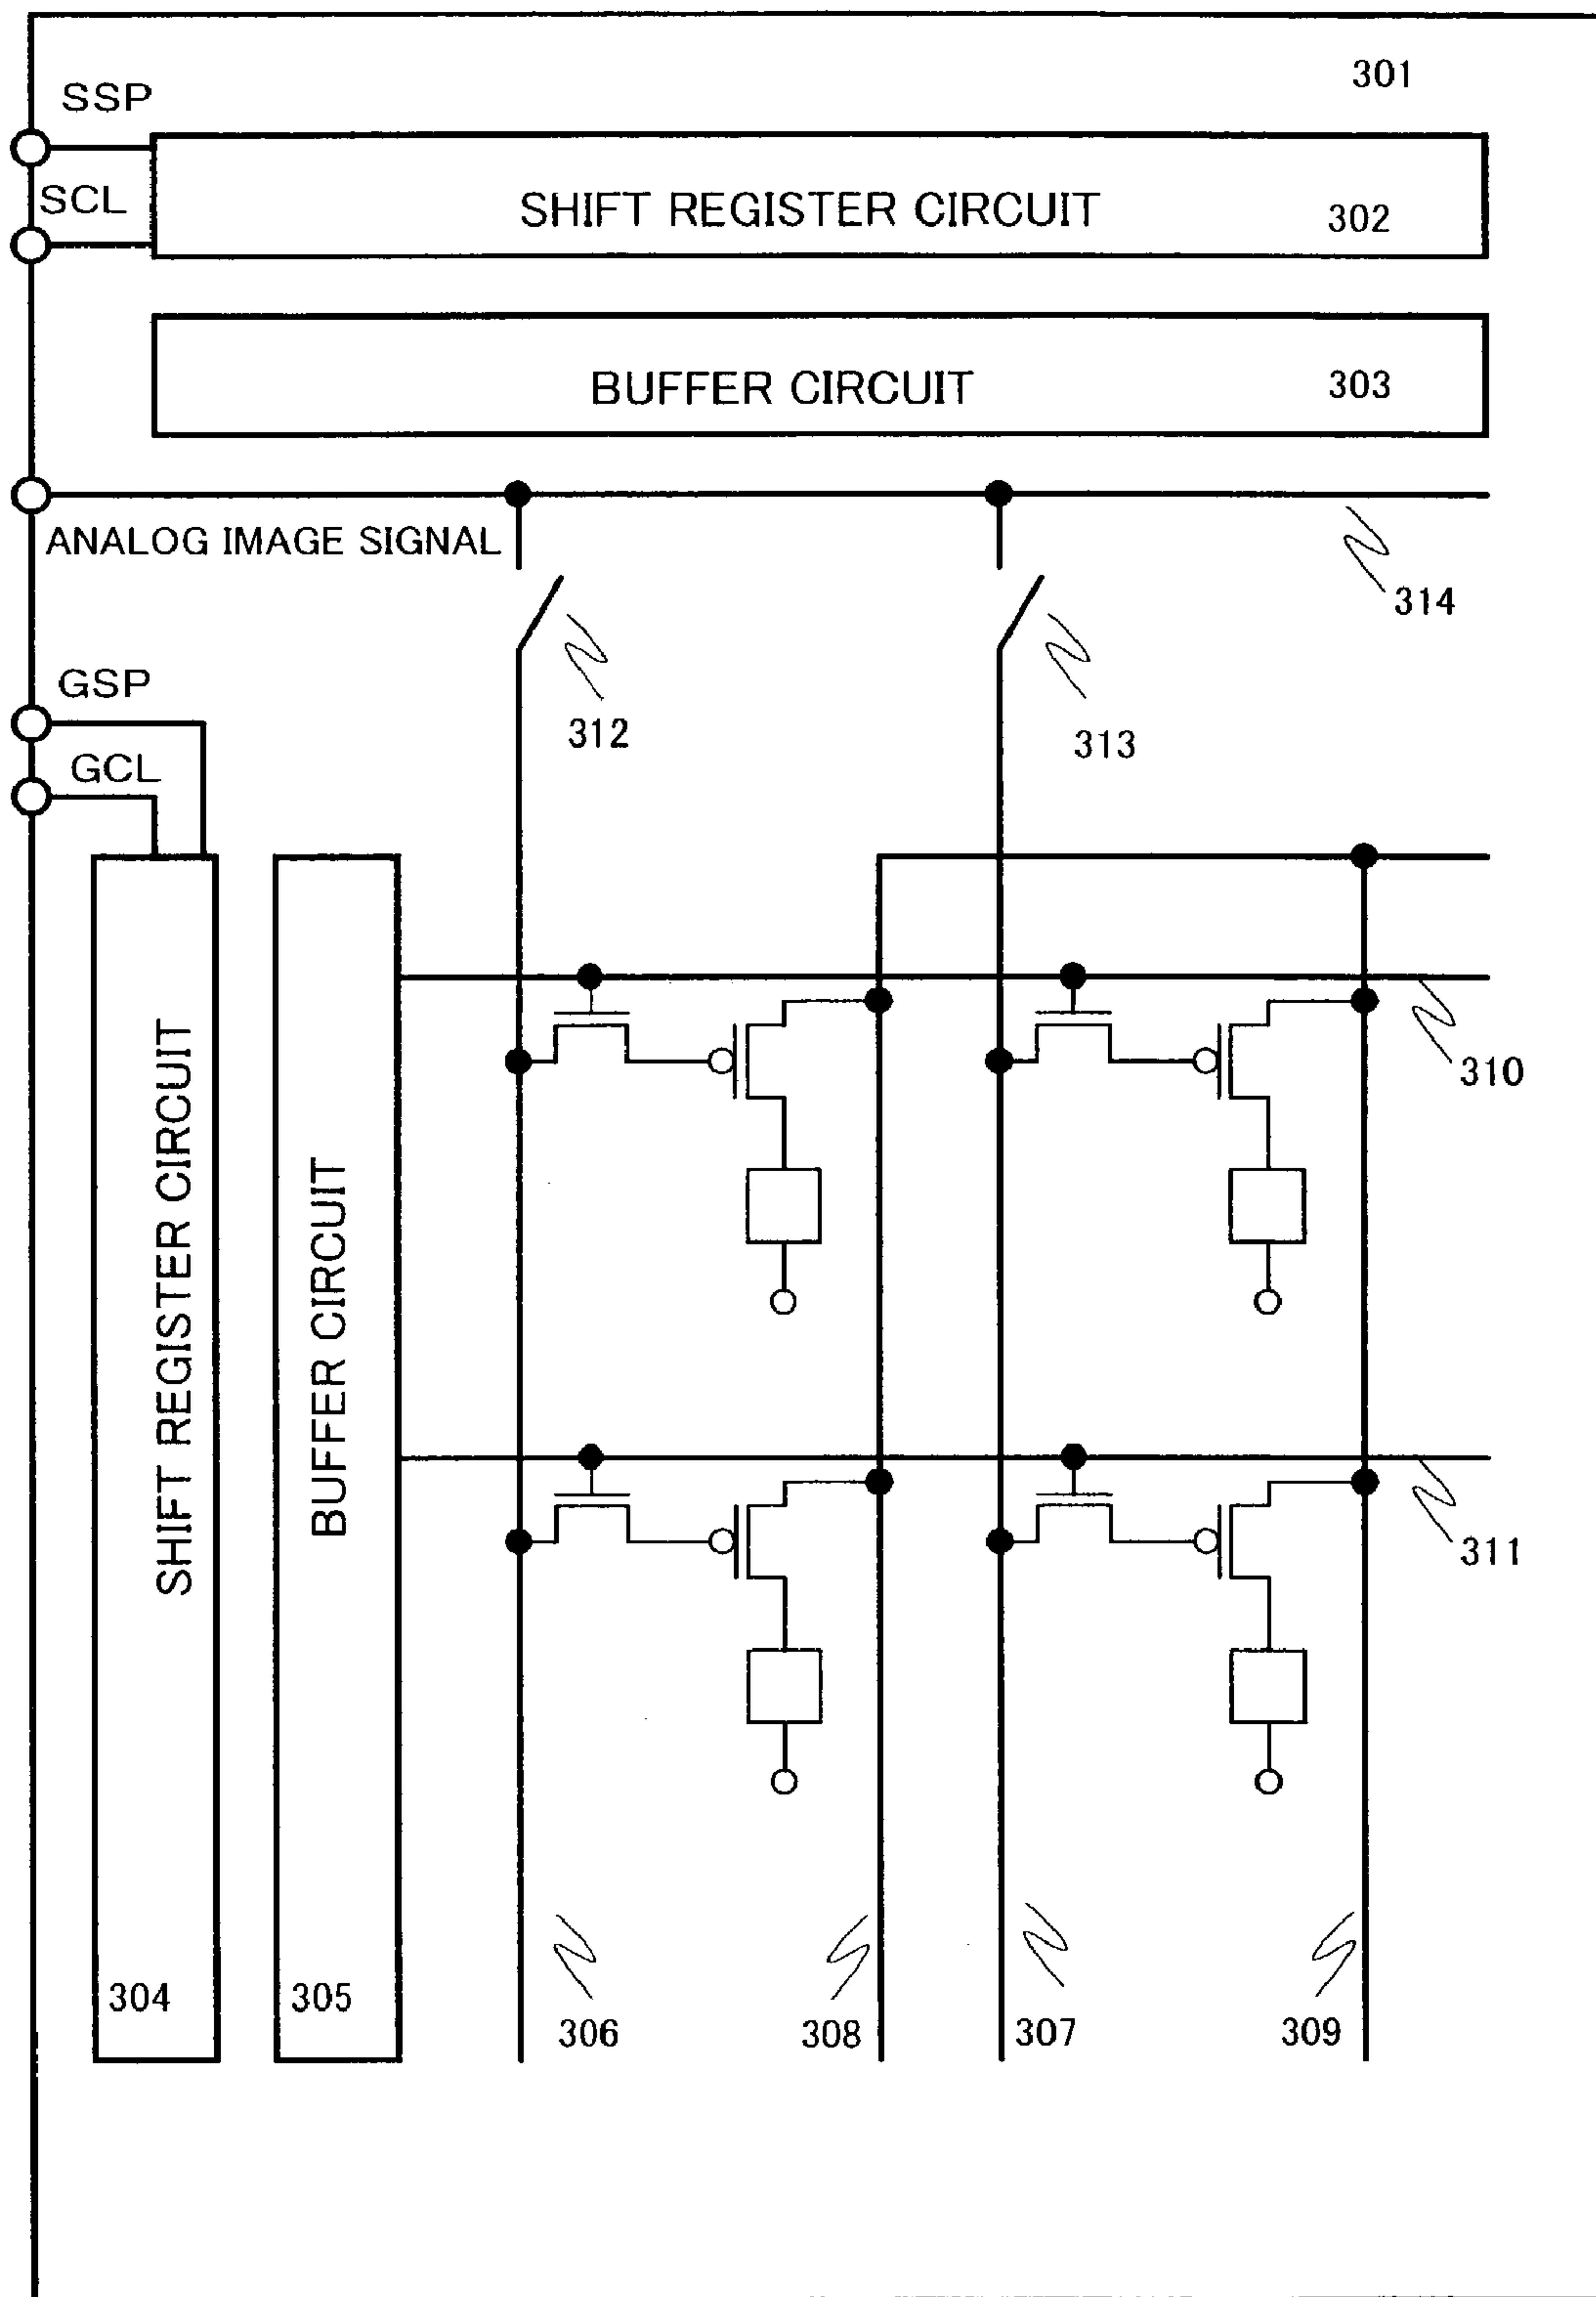 301
SSP
SCL
SHIFT REGISTER CIRCUIT 302
BUFFER CIRCUIT 303
ANALOG IMAGE SIGNAL
314
GSP
312
313
GCL
310
SHIFT REGISTER CIRCUIT
BUFFER CIRCUIT
311
304
305
306
308
307
309